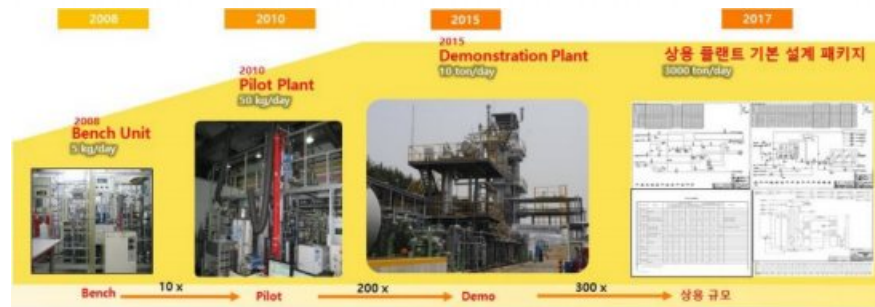 2008
2010
2015
2017
2008
Bench Unit
5 kg/day
2010
Pilot Plant
50 kg/day
2015
Demonstration Plant
10 ton/day
상용 플랜트 기본 설계 패키지
3000 ton/day
Bench
10 x
Pilot
200 x
Demo
300 x
상용 규모